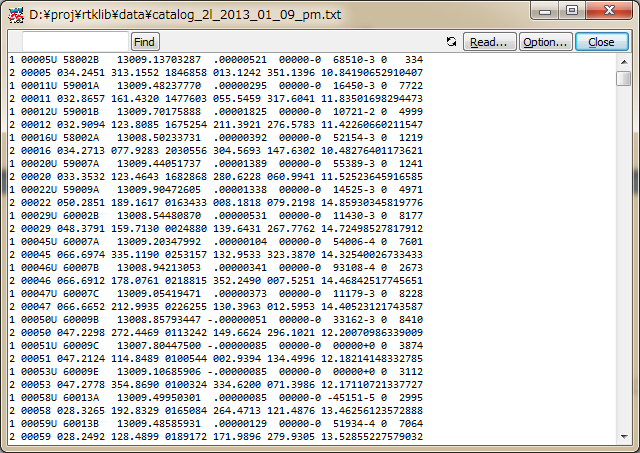 D:¥proj¥rtklib¥data¥catalog_2l_2013_01_09_pm.txt
Find Read... Option... Close
1 00005U 58002B   13009.13703287  .00000521  00000-0  68510-3 0   334
2 00005 034.2451 313.1552 1846858 013.1242 351.1396 10.84190652910407
1 00011U 59001A   13009.48237770  .00000295  00000-0  16450-3 0  7722
2 00011 032.8657 161.4320 1477603 055.5459 317.6041 11.83501698294473
1 00012U 59001B   13009.70175888  .00001825  00000-0  10721-2 0  4999
2 00012 032.9094 123.8085 1675254 211.3921 276.5783 11.42260660211547
1 00016U 58002A   13008.50233731  .00000392  00000-0  52154-3 0  1219
2 00016 034.2713 077.9283 2030556 304.5693 147.6302 10.48276401173621
1 00020U 59007A   13009.44051737  .00001389  00000-0  55389-3 0  1241
2 00020 033.3532 123.4643 1682868 280.6228 060.9941 11.52523645916585
1 00022U 59009A   13009.90472605  .00001338  00000-0  14525-3 0  4971
2 00022 050.2851 189.1617 0163433 008.1818 079.2198 14.85930345819776
1 00029U 60002B   13008.54480870  .00000531  00000-0  11430-3 0  8177
2 00029 048.3791 159.7130 0024880 139.6431 267.7762 14.72498527817912
1 00045U 60007A   13009.20347992  .00000104  00000-0  54006-4 0  7601
2 00045 066.6974 335.1190 0253157 132.9533 323.3870 14.32540026733433
1 00046U 60007B   13008.94213053  .00000341  00000-0  93108-4 0  2673
2 00046 066.6912 178.0761 0218815 352.2490 007.5251 14.46842517745651
1 00047U 60007C   13009.05419471  .00000373  00000-0  11179-3 0  8228
2 00047 066.6652 212.9935 0226255 130.3963 012.5953 14.40523121743587
1 00050U 60009B   13008.85793447 -.00000051  00000-0  33162-3 0  8410
2 00050 047.2298 272.4469 0113242 149.6624 296.1021 12.20070986339009
1 00051U 60009C   13007.80447500 -.00000085  00000-0  00000+0 0  3874
2 00051 047.2124 114.8489 0100544 002.9394 134.4996 12.18214148332785
1 00053U 60009E   13009.10685906 -.00000085  00000-0  00000+0 0  3112
2 00053 047.2778 354.8690 0100324 334.6200 071.3986 12.17110721337727
1 00058U 60013A   13009.49950301  .00000085  00000-0 -45151-5 0  2995
2 00058 028.3265 192.8329 0165084 264.4713 121.4876 13.46256123572888
1 00059U 60013B   13009.48585931  .00000129  00000-0  51934-4 0  7064
2 00059 028.2492 128.4899 0189172 171.9896 279.9305 13.52855227579032